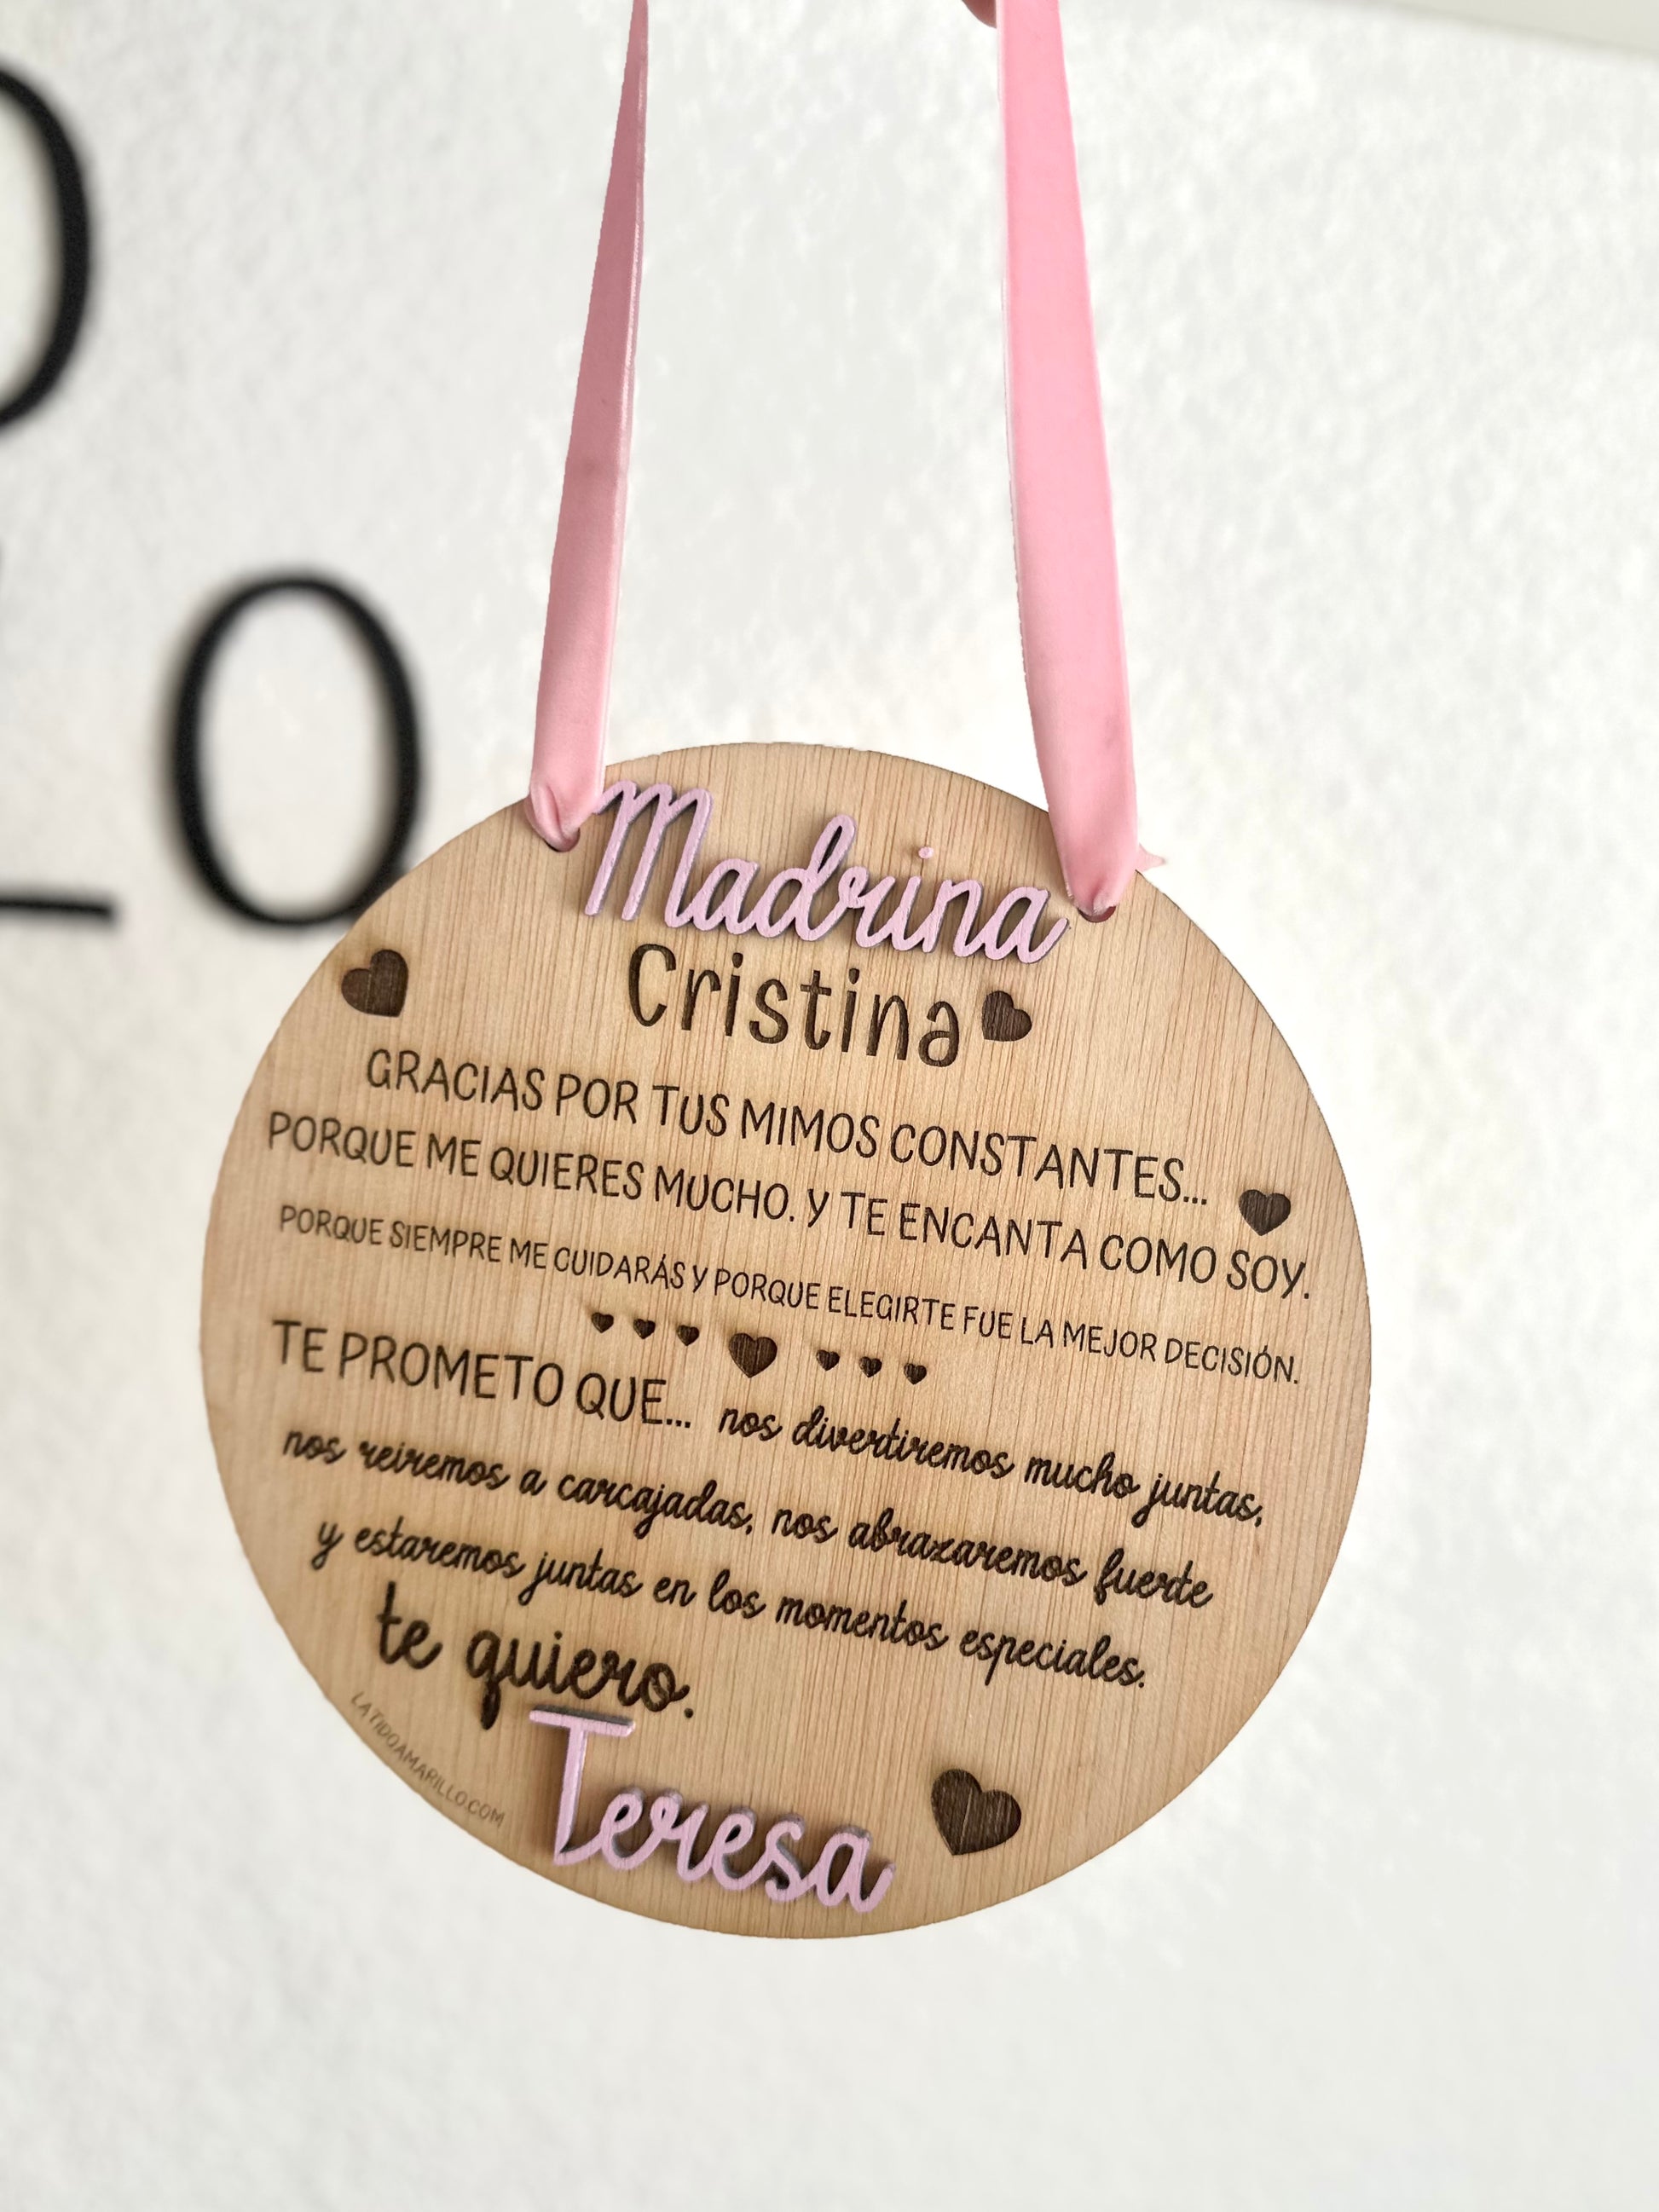 O
LO
Madrina
Cristina
GRACIAS POR TUS MIMOS CONSTANTES...
PORQUE ME QUIERES MUCHO. Y TE ENCANTA COMO SOY.
PORQUE SIEMPRE ME CUIDARÁS Y PORQUE ELEGIRTE FUE LA MEJOR DECISIÓN.
TE PROMETO QUE... nos divertiremos mucho juntas,
nos reiremos a carcajadas, nos abrazaremos fuerte
y estaremos juntas en los momentos especiales.
te quiero.
Teresa
LATIDOAMARILLO.COM